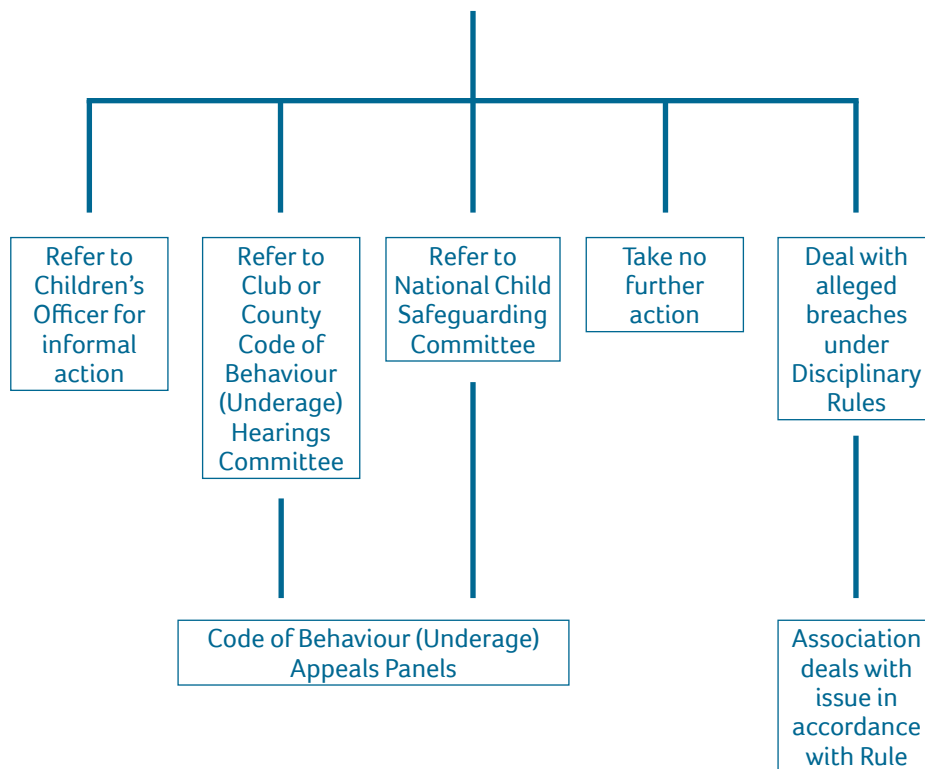 Refer to
Children’s
Officer for
informal
action
Refer to
Club or
County
Code of
Behaviour
(Underage)
Hearings
Committee
Refer to
National Child
Safeguarding
Committee
Take no
further
action
Deal with
alleged
breaches
under
Disciplinary
Rules
Code of Behaviour (Underage)
Appeals Panels
Association
deals with
issue in
accordance
with Rule